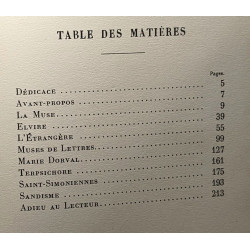 TABLE DES MATIÈRES
Pages.
DÉDICACE 5
AVANT-PROPOS 7
LA MUSE 9
ELVIRE 39
L'ÉTRANGÈRE 55
MUSES DE LETTRES 99
MARIE DORVAL 127
TERPSICHORE 161
SAINT-SIMONIENNES 175
SANDISME 193
ADIEU AU LECTEUR 213